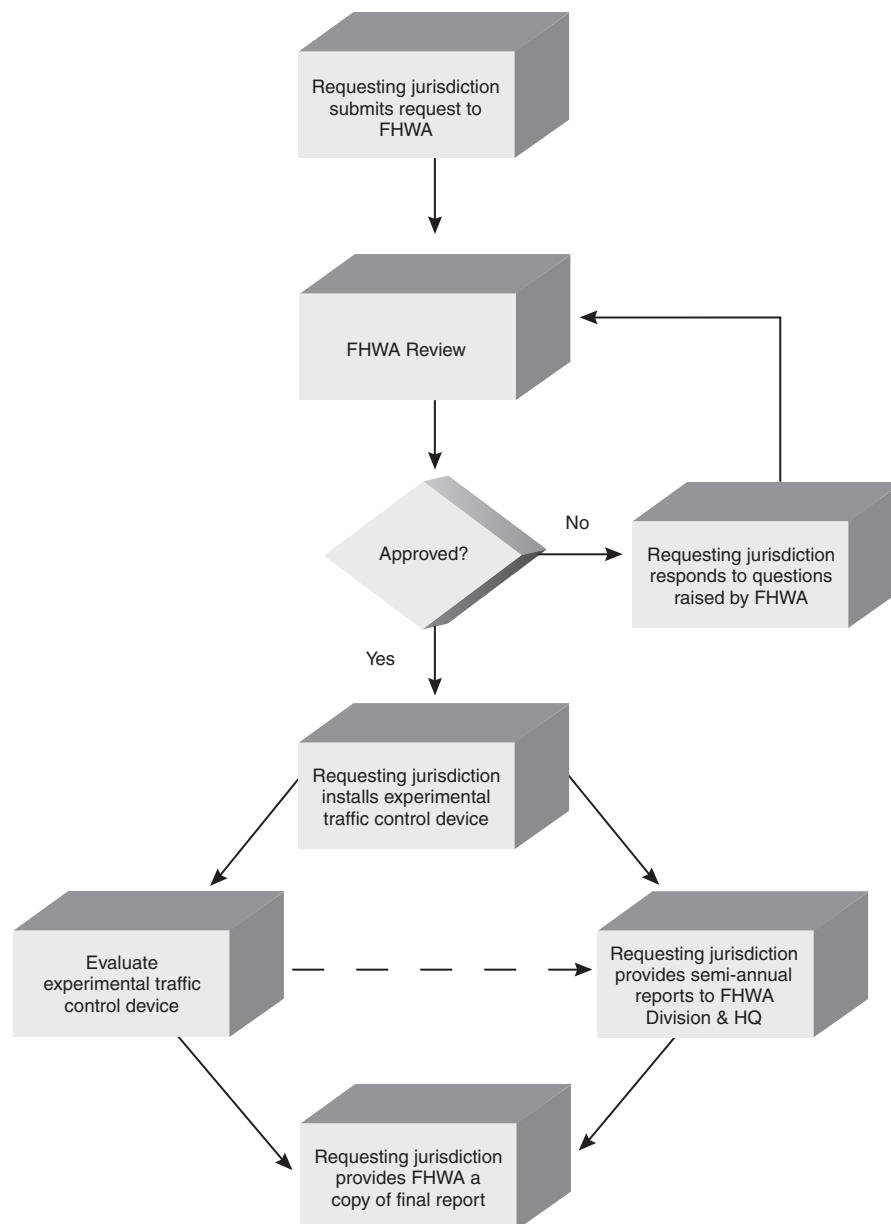 Requesting jurisdiction
submits request to
FHWA
FHWA Review
Approved?
No
Requesting jurisdiction
responds to questions
raised by FHWA
Yes
Requesting jurisdiction
installs experimental
traffic control device
Evaluate
experimental traffic
control device
Requesting jurisdiction
provides semi-annual
reports to FHWA
Division & HQ
Requesting jurisdiction
provides FHWA a
copy of final report